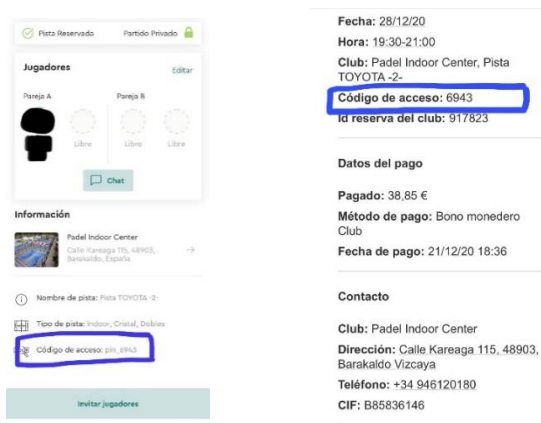 Pista Reservada Partido Privado
Jugadores Editar
Pareja A Pareja B
Libre Libre Libre
Chat
Información
Padel Indoor Center
Calle Kareaga 115, 48903,
Barakaldo, España
Nombre de pista: Pista TOYOTA -2-
Tipo de pista: Indoor, Cristal, Dobles
Código de acceso: pin_6943
Invitar jugadores
Fecha: 28/12/20
Hora: 19:30-21:00
Club: Padel Indoor Center, Pista
TOYOTA -2-
Código de acceso: 6943
Id reserva del club: 917823
Datos del pago
Pagado: 38,85 €
Método de pago: Bono monedero
Club
Fecha de pago: 21/12/20 18:36
Contacto
Club: Padel Indoor Center
Dirección: Calle Kareaga 115, 48903,
Barakaldo Vizcaya
Teléfono: +34 946120180
CIF: B85836146